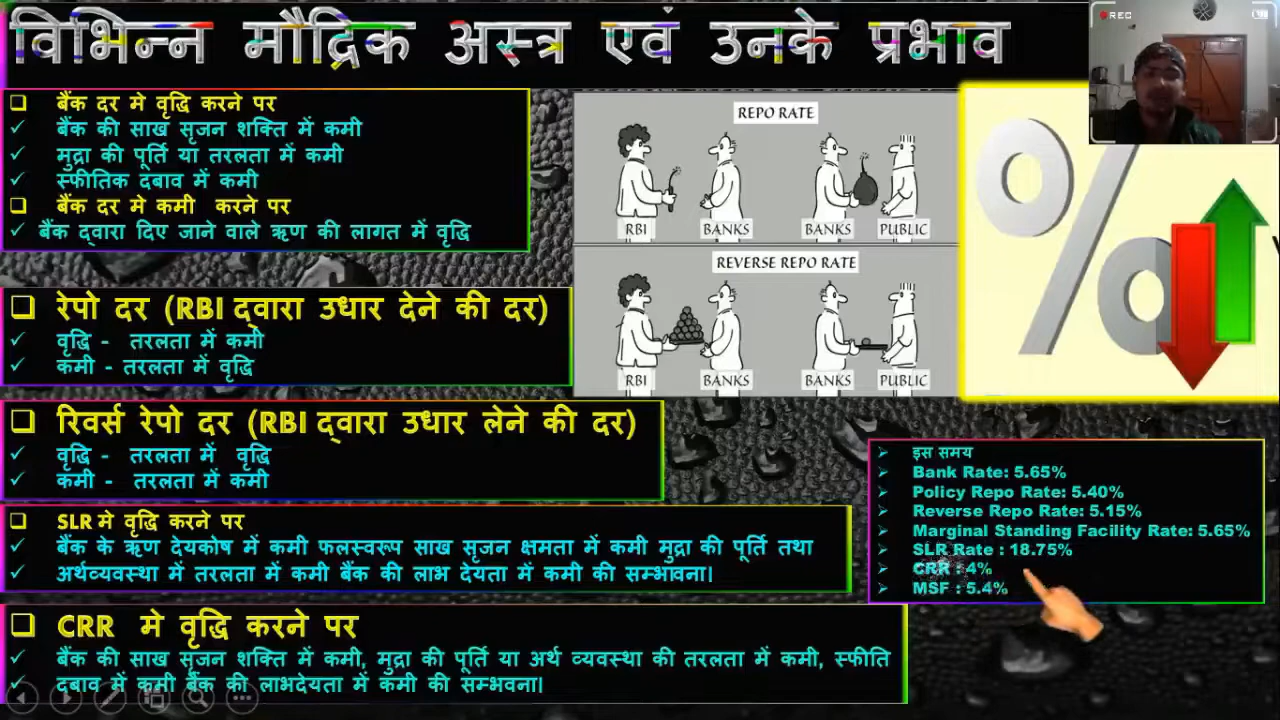 विभिन्न मौद्रिक अस्त्र एवं उनके प्रभाव
REC
बैंक दर मे वृद्धि करने पर
बैंक की साख सृजन शक्ति में कमी
मुद्रा की पूर्ति या तरलता में कमी
स्फीतिक दबाव में कमी
बैंक दर मे कमी करने पर
बैंक द्वारा दिए जाने वाले ऋण की लागत में वृद्धि
रेपो दर (RBI द्वारा उधार देने की दर)
वृद्धि - तरलता में कमी
कमी - तरलता में वृद्धि
रिवर्स रेपो दर (RBI द्वारा उधार लेने की दर)
वृद्धि - तरलता में वृद्धि
कमी - तरलता में कमी
SLR मे वृद्धि करने पर
बैंक के ऋण देयकोष में कमी फलस्वरूप साख सृजन क्षमता में कमी मुद्रा की पूर्ति तथा
अर्थव्यवस्था में तरलता में कमी बैंक की लाभ देयता में कमी की सम्भावना।
CRR मे वृद्धि करने पर
बैंक की साख सृजन शक्ति में कमी, मुद्रा की पूर्ति या अर्थ व्यवस्था की तरलता में कमी, स्फीति
दबाव में कमी बैंक की लाभदेयता में कमी की सम्भावना।
REPO RATE
RBI BANKS BANKS PUBLIC
REVERSE REPO RATE
RBI BANKS BANKS PUBLIC
%
इस समय
Bank Rate: 5.65%
Policy Repo Rate: 5.40%
Reverse Repo Rate: 5.15%
Marginal Standing Facility Rate: 5.65%
SLR Rate : 18.75%
CRR : 4%
MSF : 5.4%